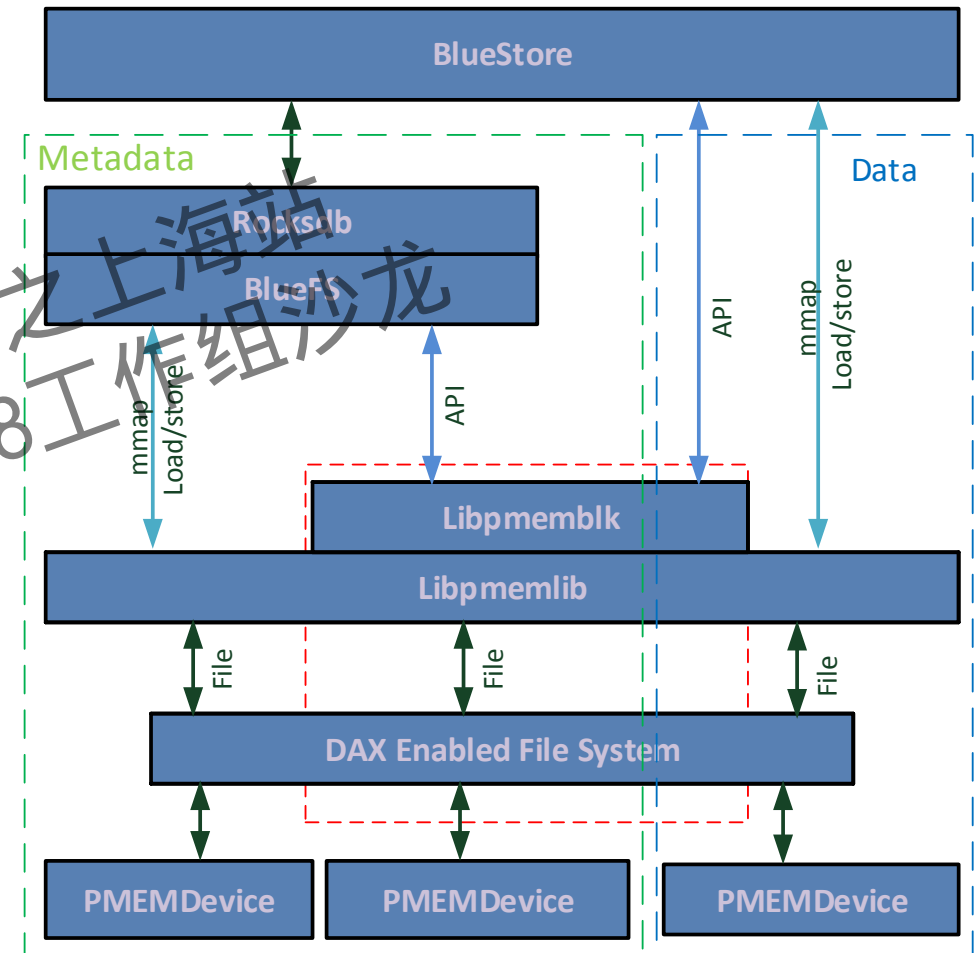 BlueStore
Metadata
Data
Rocksdb
BlueFS
之上海站
8工作组沙龙
mmap
Load/store
API
API
mmap
Load/store
Libpmemblk
Libpmemlib
File
File
File
DAX Enabled File System
PMEMDevice
PMEMDevice
PMEMDevice